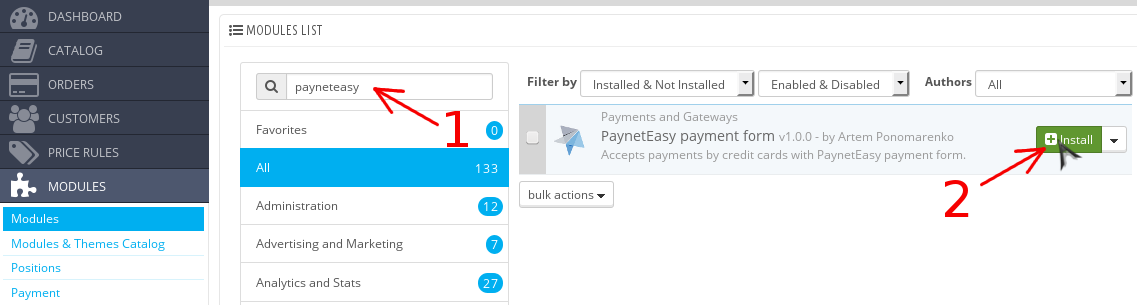 DASHBOARD
CATALOG
ORDERS
CUSTOMERS
PRICE RULES
MODULES
Modules
Modules & Themes Catalog
Positions
Payment
MODULES LIST
payneteasy
1
Favorites 0
All 133
Administration 12
Advertising and Marketing 7
Analytics and Stats 27
Filter by Installed & Not Installed Enabled & Disabled Authors All
Payments and Gateways
PaynetEasy payment form v1.0.0 - by Artem Ponomarenko
Accepts payments by credit cards with PaynetEasy payment form.
Install
2
bulk actions